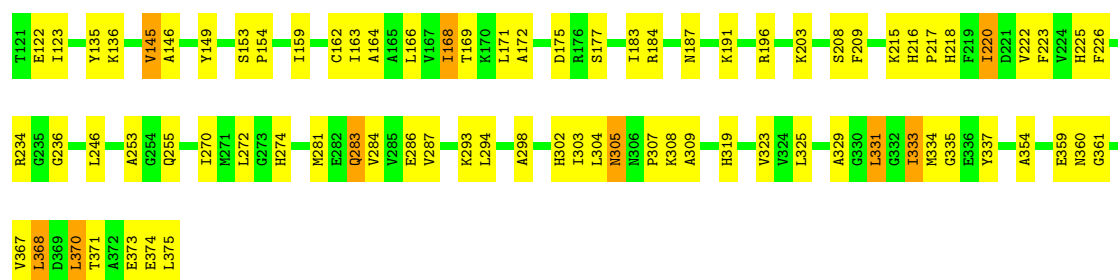 T121 E122 I123 Y135 K136 V145 A146 Y149 S153 P154 I159 C162 I163 A164 A165 L166 V167 I168 T169 K170 L171 A172 D175 R176 S177 I183 R184 N187 K191 R196 K203 S208 F209 K215 H216 P217 H218 F219 I220 D221 V222 F223 V224 H225 F226
R234 G235 G236 L246 A253 G254 Q255 I270 M271 L272 G273 H274 M281 E282 Q283 V284 V285 E286 V287 K293 L294 A298 H302 I303 L304 N305 N306 P307 K308 A309 H319 V323 V324 L325 A329 G330 L331 G332 I333 M334 G335 E336 Y337 A354 E359 N360 G361
V367 L368 D369 L370 T371 A372 E373 E374 L375